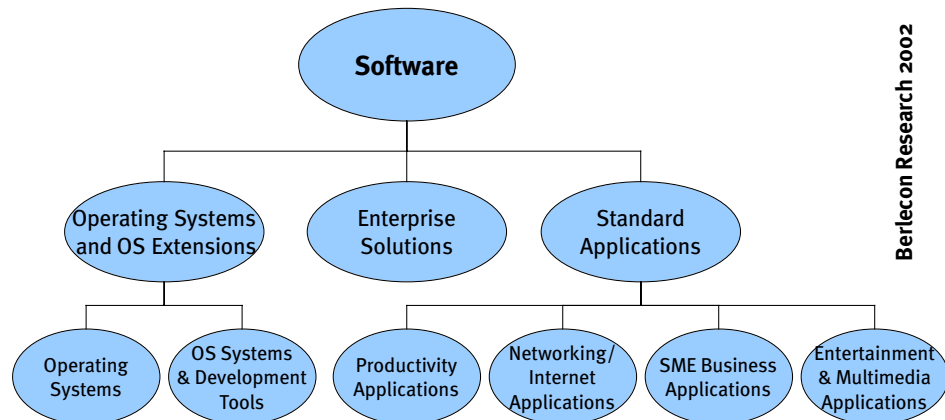 Software
Berlecon Research 2002
Operating Systems
and OS Extensions
Enterprise
Solutions
Standard
Applications
Operating
Systems
OS Systems
& Development
Tools
Productivity
Applications
Networking/
Internet
Applications
SME Business
Applications
Entertainment
& Multimedia
Applications